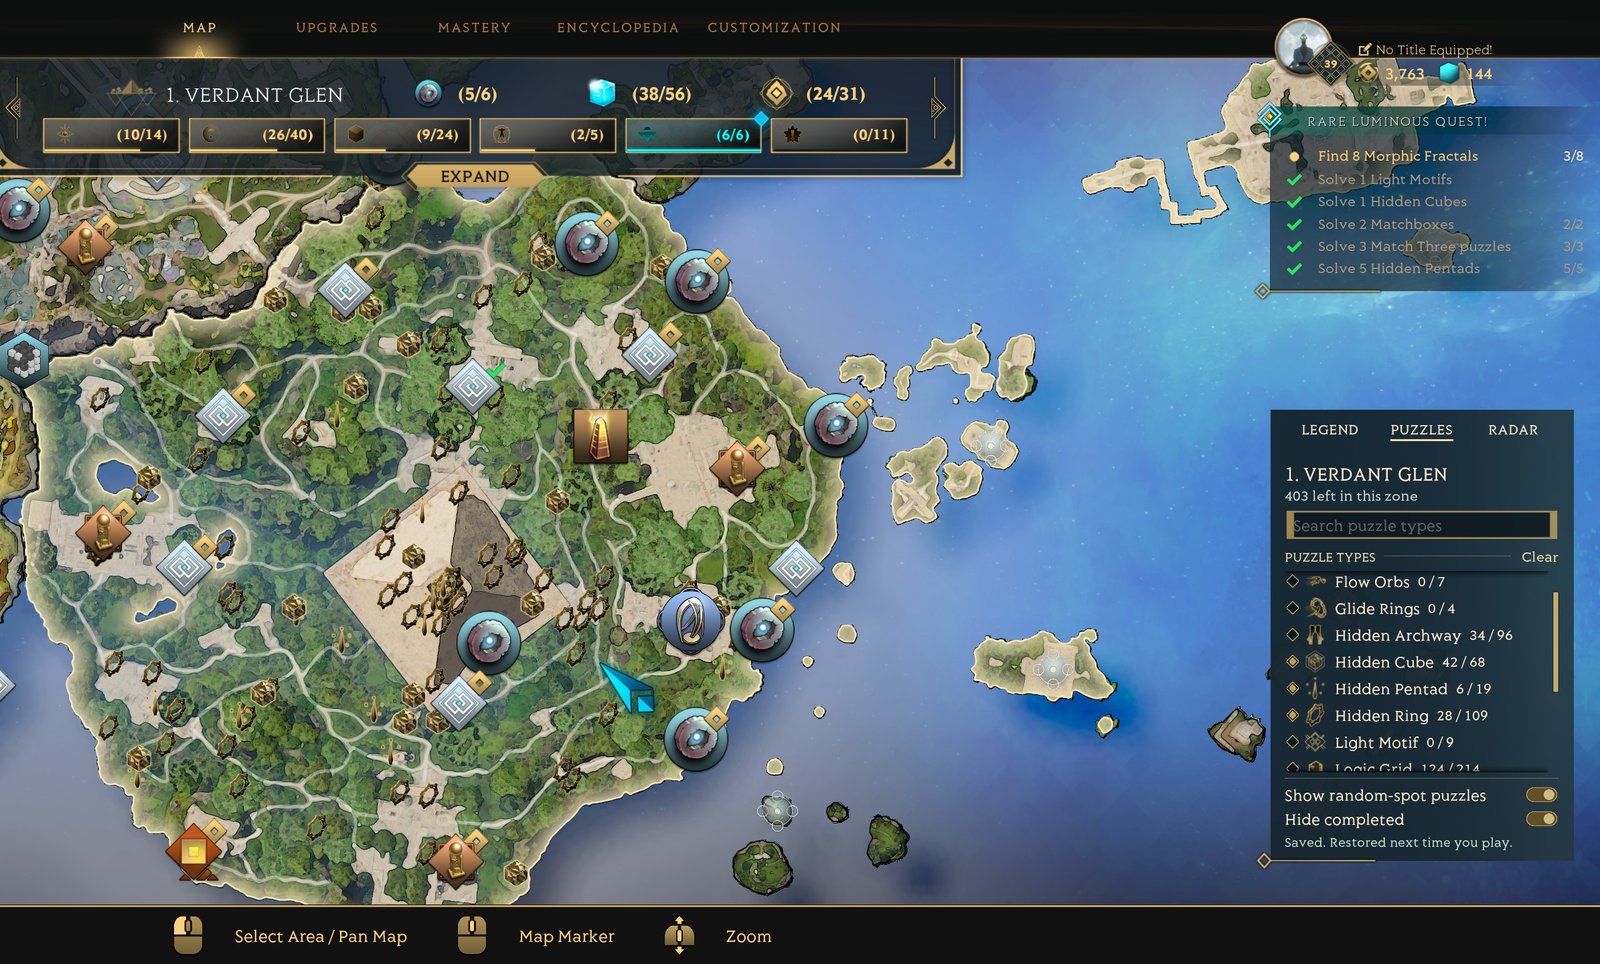 MAP UPGRADES MASTERY ENCYCLOPEDIA CUSTOMIZATION
39
No Title Equipped!
3,763 144
1. VERDANT GLEN (5/6) (38/56) (24/31)
(10/14) (26/40) (9/24) (2/5) (6/6) (0/11)
EXPAND
RARE LUMINOUS QUEST!
Find 8 Morphic Fractals 3/8
Solve 1 Light Motifs
Solve 1 Hidden Cubes
Solve 2 Matchboxes 2/2
Solve 3 Match Three puzzles 3/3
Solve 5 Hidden Pentads 5/5
LEGEND PUZZLES RADAR
1. VERDANT GLEN
403 left in this zone
Search puzzle types
PUZZLE TYPES Clear
Flow Orbs 0/7
Glide Rings 0/4
Hidden Archway 34/96
Hidden Cube 42/68
Hidden Pentad 6/19
Hidden Ring 28/109
Light Motif 0/9
Logic Grid 124/214
Show random-spot puzzles
Hide completed
Saved. Restored next time you play.
Select Area / Pan Map Map Marker Zoom